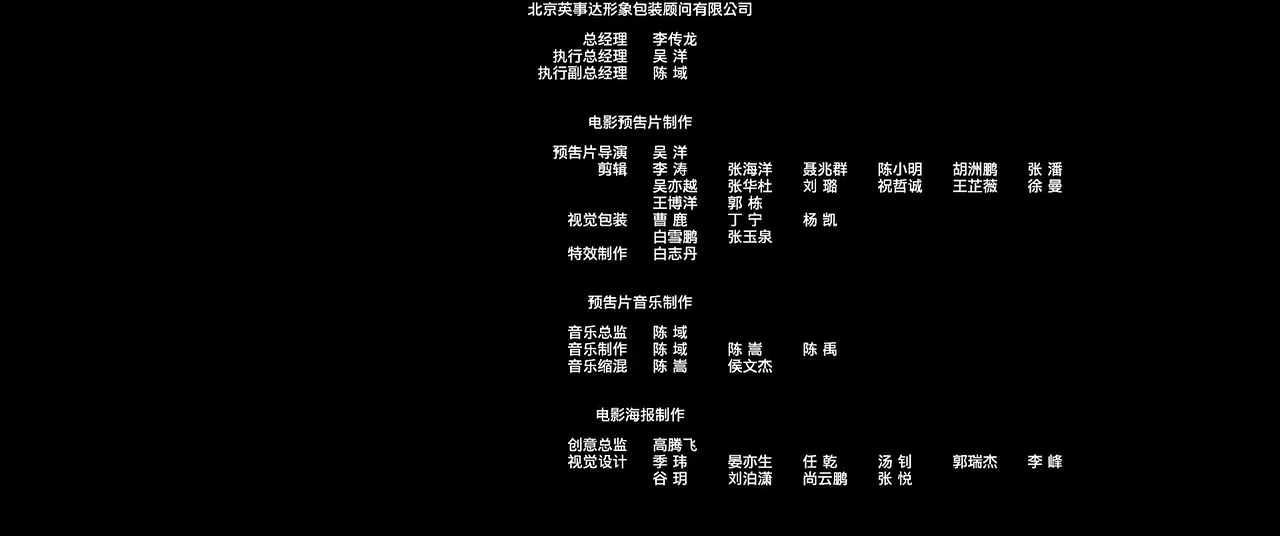 北京英事达形象包装顾问有限公司
总经理 李传龙
执行总经理 吴 洋
执行副总经理 陈 域
电影预告片制作
预告片导演 吴 洋
剪辑 李 涛 张海洋 聂兆群 陈小明 胡洲鹏 张 潘
吴亦越 张华杜 刘 璐 祝哲诚 王芷薇 徐 曼
王博洋 郭 栋
视觉包装 曹 鹿 丁 宁 杨 凯
白雪鹏 张玉泉
特效制作 白志丹
预告片音乐制作
音乐总监 陈 域
音乐制作 陈 域 陈 嵩 陈 禹
音乐缩混 陈 嵩 侯文杰
电影海报制作
创意总监 高腾飞
视觉设计 季 玮 晏亦生 任 乾 汤 钊 郭瑞杰 李 峰
谷 玥 刘泊潇 尚云鹏 张 悦